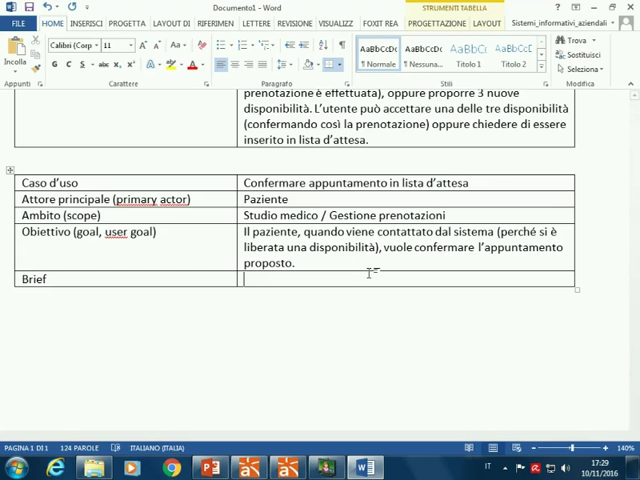 Documento1 - Word
STRUMENTI TABELLA
FILE HOME INSERISCI PROGETTA LAYOUT DI RIFERIMEN LETTERE REVISIONE VISUALIZZ FOXIT REA PROGETTAZIONE LAYOUT Sistemi_informativi_aziendali
Incolla
Calibri (Corp 11
AaBbCcDc AaBbCcDc AaBbCc AaBbCcD
¶ Normale ¶ Nessuna... Titolo 1 Titolo 2
Trova
Sostituisci
Seleziona
Appunti Carattere Paragrafo Stili Modifica
prenotazione è effettuata), oppure proporre 3 nuove
disponibilità. L'utente può accettare una delle tre disponibilità
(confermando così la prenotazione) oppure chiedere di essere
inserito in lista d'attesa.
Caso d'uso Confermare appuntamento in lista d'attesa
Attore principale (primary actor) Paziente
Ambito (scope) Studio medico / Gestione prenotazioni
Obiettivo (goal, user goal) Il paziente, quando viene contattato dal sistema (perché si è
liberata una disponibilità), vuole confermare l'appuntamento
proposto.
Brief
PAGINA 1 DI 1 124 PAROLE ITALIANO (ITALIA) 140%
IT 17:29
10/11/2016